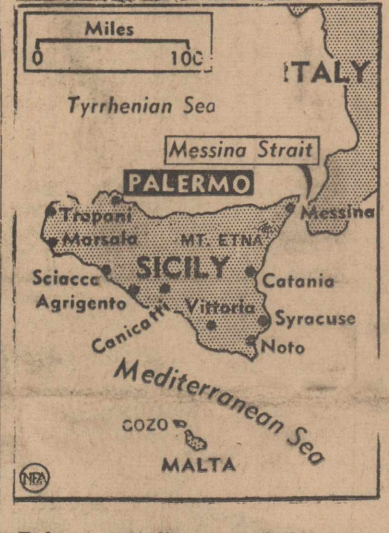 Miles
0 100
ITALY
Tyrrhenian Sea
Messina Strait
PALERMO
Trapani
Messina
Marsala
MT. ETNA
SICILY
Sciacca
Catania
Agrigento
Vittoria
Canicatti
Syracuse
Noto
Mediterranean Sea
GOZO
MALTA
NEA